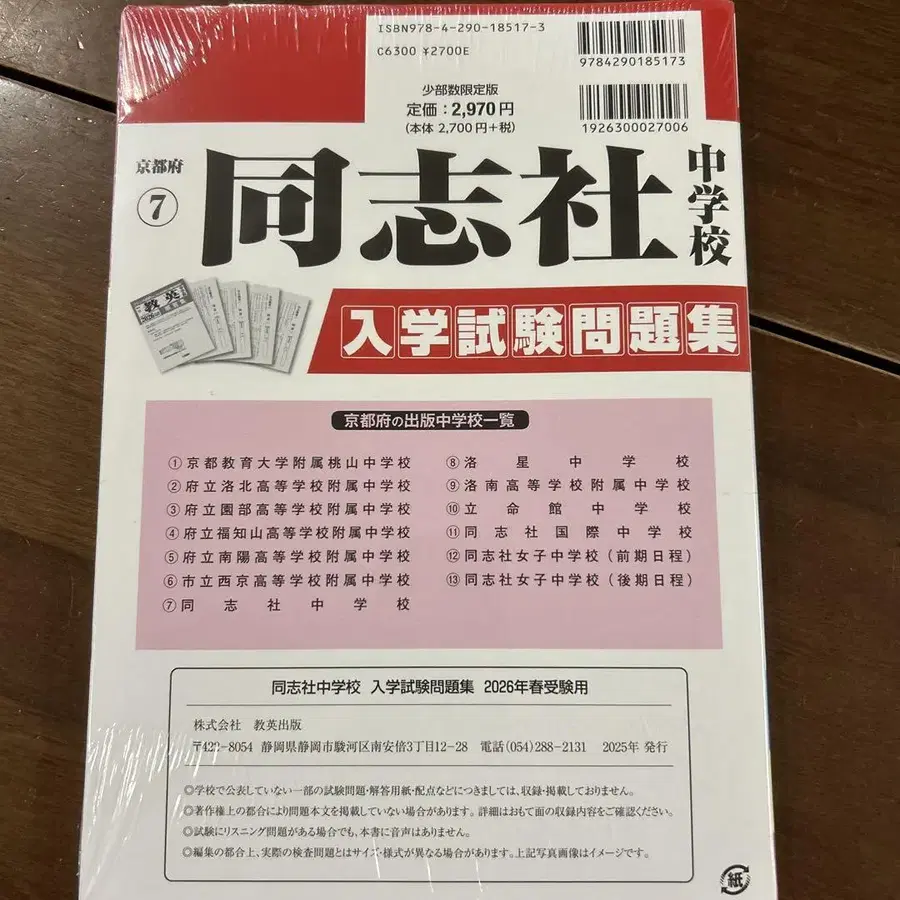 ISBN978-4-290-18517-3
C6300 ¥2700E
9784290185173
少部数限定版
定価:2,970円
(本体 2,700円+税)
1926300027006
京都府
⑦
同志社
中学校
教英
入学試験問題集
京都府の出版中学校一覧
①京都教育大学附属桃山中学校
②府立洛北高等学校附属中学校
③府立園部高等学校附属中学校
④府立福知山高等学校附属中学校
⑤府立南陽高等学校附属中学校
⑥市立西京高等学校附属中学校
⑦同志社中学校
⑧洛星中学校
⑨洛南高等学校附属中学校
⑩立命館中学校
⑪同志社国際中学校
⑫同志社女子中学校(前期日程)
⑬同志社女子中学校(後期日程)
同志社中学校 入学試験問題集 2026年春受験用
株式会社 教英出版
〒422-8054 静岡県静岡市駿河区南安倍3丁目12-28 電話(054)288-2131 2025年 発行
◎学校で公表していない一部の試験問題・解答用紙・配点などにつきましては、収録・掲載しておりません。
◎著作権上の都合により問題本文を掲載していない場合があります。詳細はおもて面の収録内容をご確認ください。
◎試験にリスニング問題がある場合でも、本書に音声はありません。
◎編集の都合上、実際の検査問題とはサイズ・様式が異なる場合があります。上記写真画像はイメージです。
紙